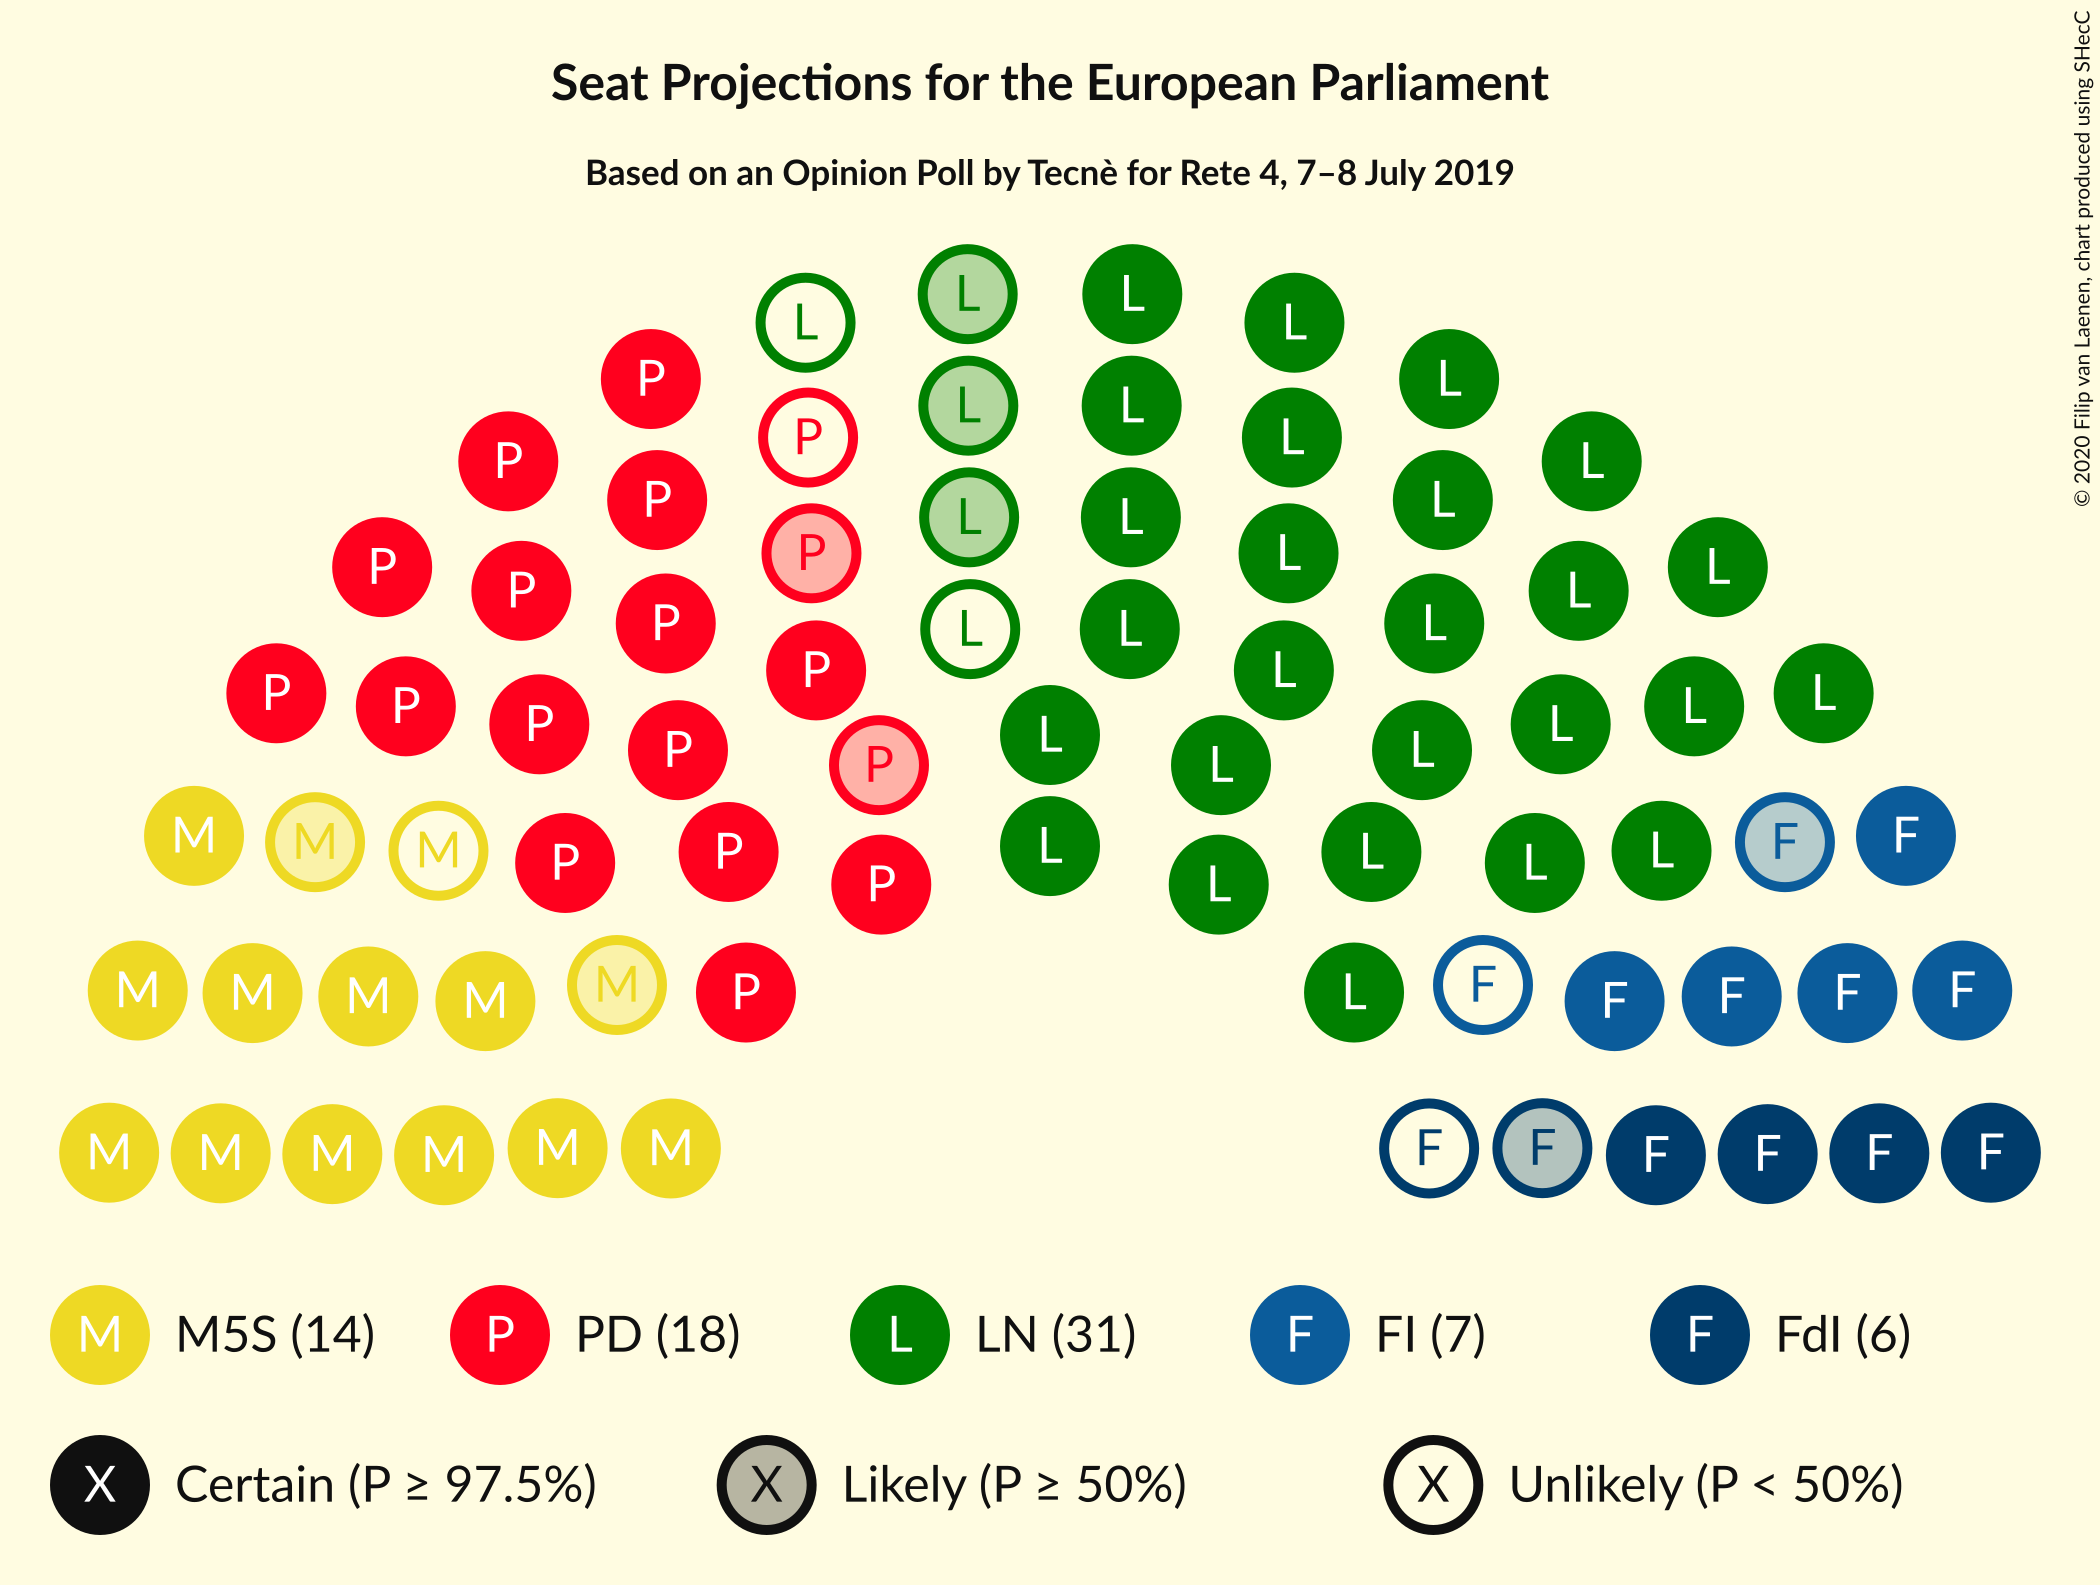 Seat Projections for the European Parliament
Based on an Opinion Poll by Tecnè for Rete 4, 7–8 July 2019
© 2020 Filip van Laenen, chart produced using SHecC
L L L L
P L L P
L L L L
P P P L L
P L L P L L
P P L L
L L P L L
P P L L
P P P P L L L L
L P L
M M M P P P L L L L L F F
M M M M M P L F F F F F
M M M M M M F F F F F F
M M5S (14) P PD (18) L LN (31) F FI (7) F FdI (6)
X Certain (P ≥ 97.5%) X Likely (P ≥ 50%) X Unlikely (P < 50%)